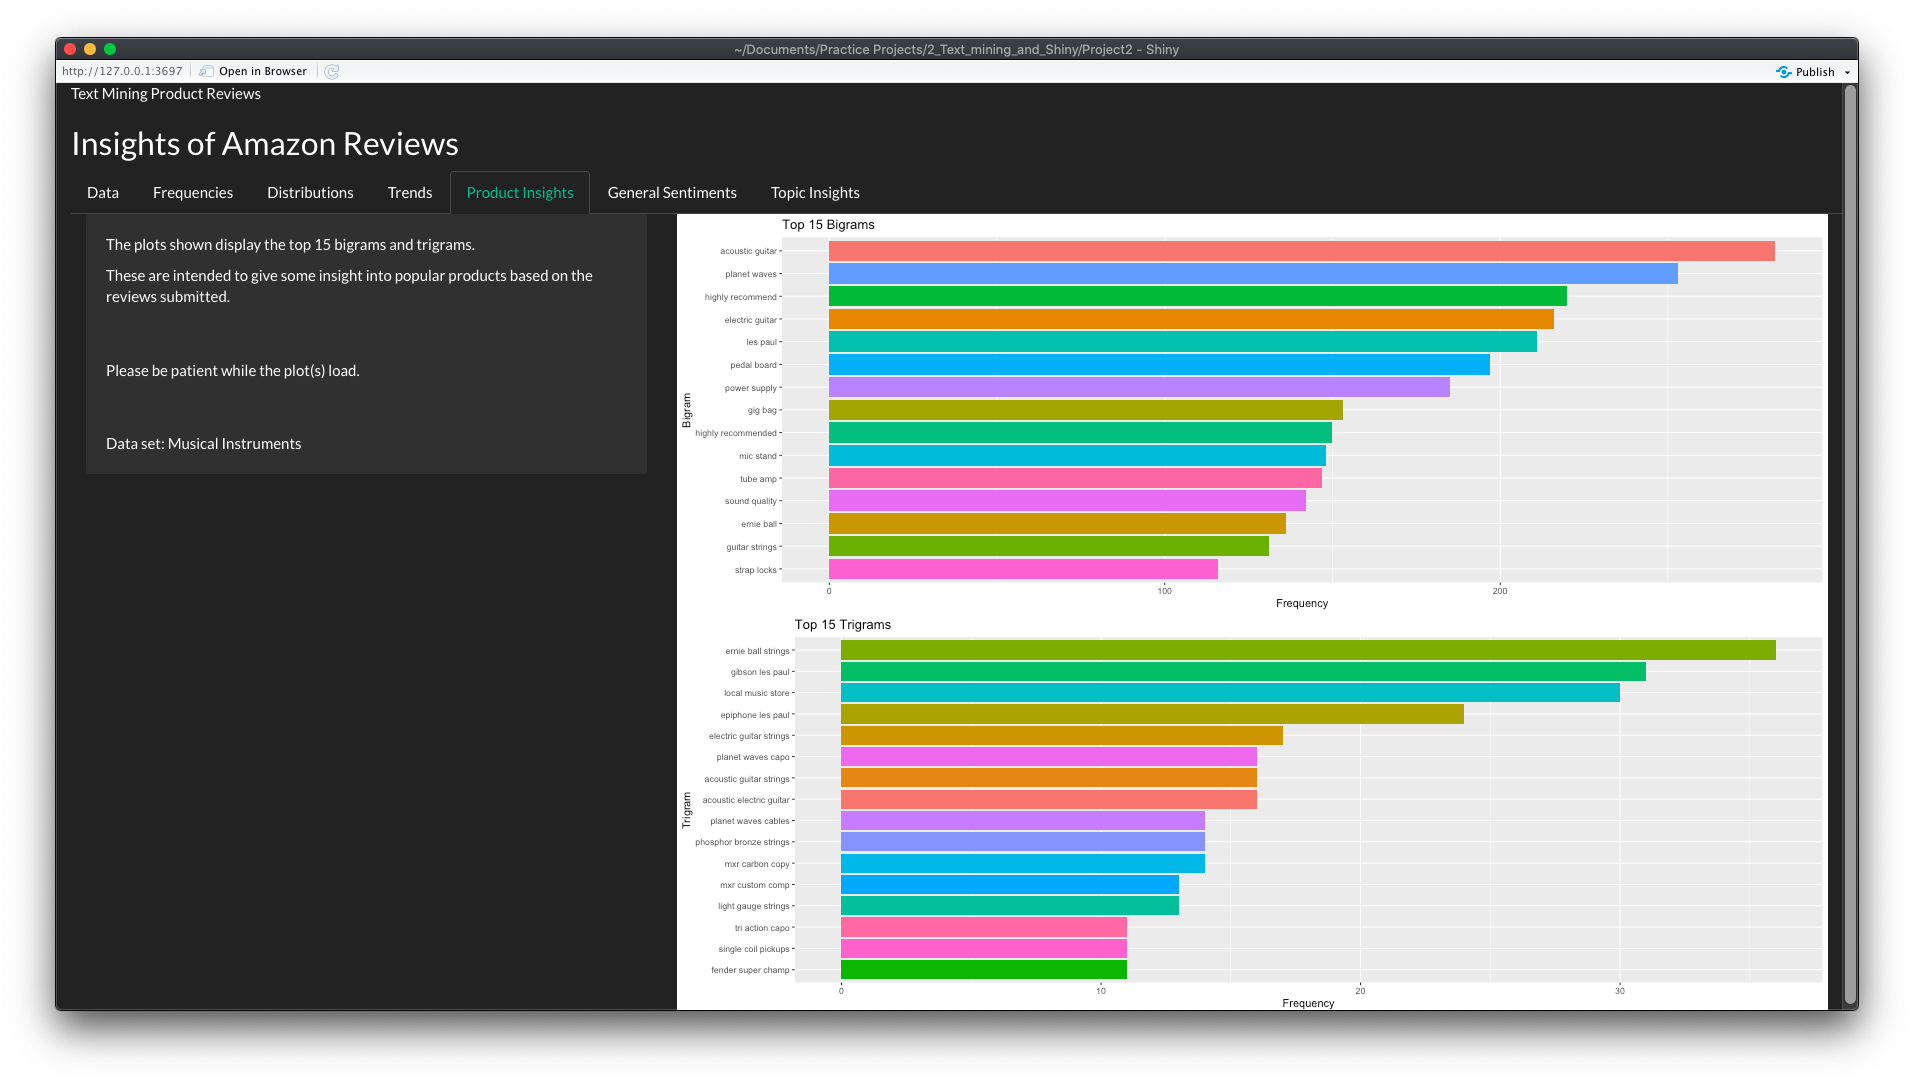 ~/Documents/Practice Projects/2_Text_mining_and_Shiny/Project2 - Shiny
http://127.0.0.1:3697
Open in Browser
Publish
Text Mining Product Reviews
Insights of Amazon Reviews
Data
Frequencies
Distributions
Trends
Product Insights
General Sentiments
Topic Insights
The plots shown display the top 15 bigrams and trigrams.
These are intended to give some insight into popular products based on the
reviews submitted.
Please be patient while the plot(s) load.
Data set: Musical Instruments
Top 15 Bigrams
Bigram
acoustic guitar
planet waves
highly recommend
electric guitar
les paul
pedal board
power supply
gig bag
highly recommended
mic stand
tube amp
sound quality
ernie ball
guitar strings
strap locks
0
100
200
Frequency
Top 15 Trigrams
Trigram
ernie ball strings
gibson les paul
local music store
epiphone les paul
electric guitar strings
planet waves capo
acoustic guitar strings
acoustic electric guitar
planet waves cables
phosphor bronze strings
mxr carbon copy
mxr custom comp
light gauge strings
tri action capo
single coil pickups
fender super champ
0
10
20
30
Frequency